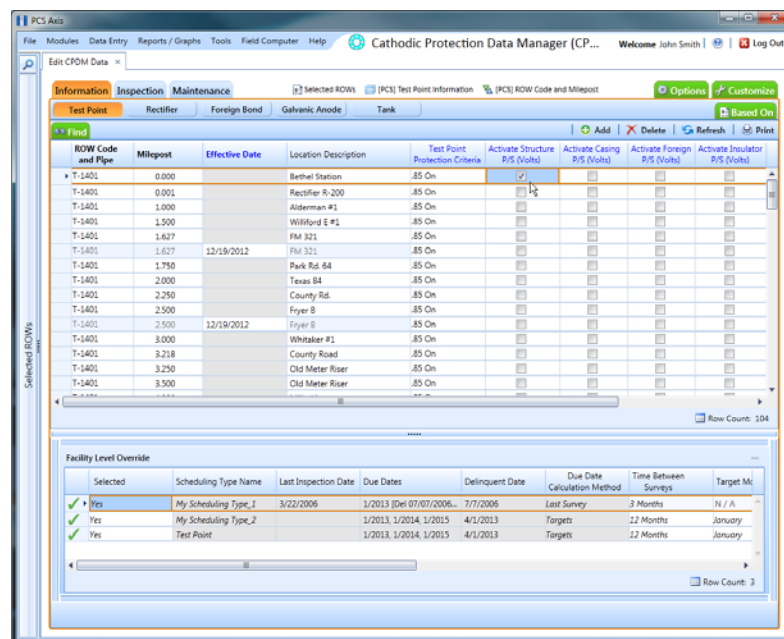 PCS Axis
File Modules Data Entry Reports / Graphs Tools Field Computer Help Cathodic Protection Data Manager (CP... Welcome John Smith Log Out
Edit CPDM Data
Information Inspection Maintenance Selected ROWs [PCS] Test Point Information [PCS] ROW Code and Milepost Options Customize
Test Point Rectifier Foreign Bond Galvanic Anode Tank Based On
Find Add Delete Refresh Print
ROW Code and Pipe Milepost Effective Date Location Description Test Point Protection Criteria Activate Structure P/S (Volts) Activate Casing P/S (Volts) Activate Foreign P/S (Volts) Activate Insulator P/S (Volts)
T-1401 0.000 Bethel Station .85 On
T-1401 0.001 Rectifier R-200 .85 On
T-1401 1.000 Alderman #1 .85 On
T-1401 1.500 Williford E #1 .85 On
T-1401 1.627 FM 321 .85 On
T-1401 1.627 12/19/2012 FM 321 .85 On
T-1401 1.750 Park Rd. 64 .85 On
T-1401 2.000 Texas 84 .85 On
T-1401 2.250 County Rd. .85 On
T-1401 2.500 Fryer B .85 On
T-1401 2.500 12/19/2012 Fryer B .85 On
T-1401 3.000 Whitaker #1 .85 On
T-1401 3.218 County Road .85 On
T-1401 3.250 Old Meter Riser .85 On
T-1401 3.500 Old Meter Riser .85 On
Selected ROWs
Row Count: 104
Facility Level Override
Selected Scheduling Type Name Last Inspection Date Due Dates Delinquent Date Due Date Calculation Method Time Between Surveys Target Mo
Yes My Scheduling Type_1 3/22/2006 1/2013 [Del 07/07/2006... 7/7/2006 Last Survey 3 Months N / A
Yes My Scheduling Type_2 1/2013, 1/2014, 1/2015 4/1/2013 Targets 12 Months January
Yes Test Point 1/2013, 1/2014, 1/2015 4/1/2013 Targets 12 Months January
Row Count: 3